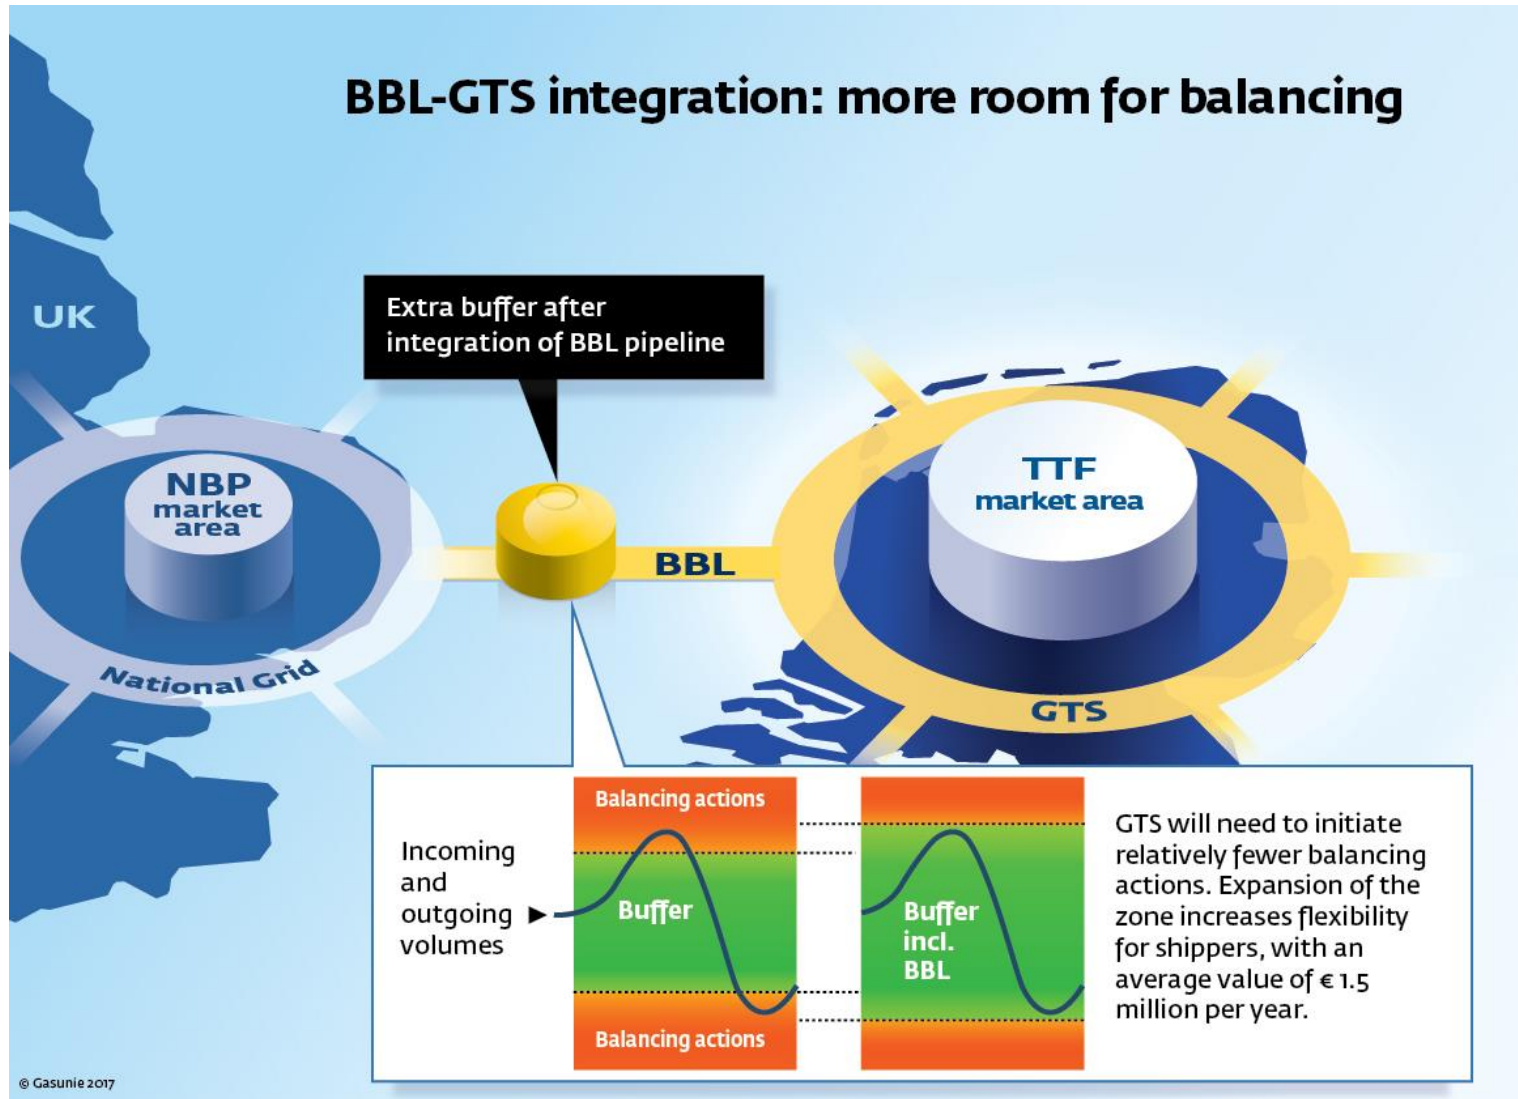 BBL-GTS integration: more room for balancing
UK
Extra buffer after
integration of BBL pipeline
NBP
market
area
TTF
market area
BBL
National Grid
GTS
Incoming
and
outgoing
volumes
Balancing actions
Buffer
Balancing actions
Buffer
incl.
BBL
GTS will need to initiate
relatively fewer balancing
actions. Expansion of the
zone increases flexibility
for shippers, with an
average value of € 1.5
million per year.
© Gasunie 2017